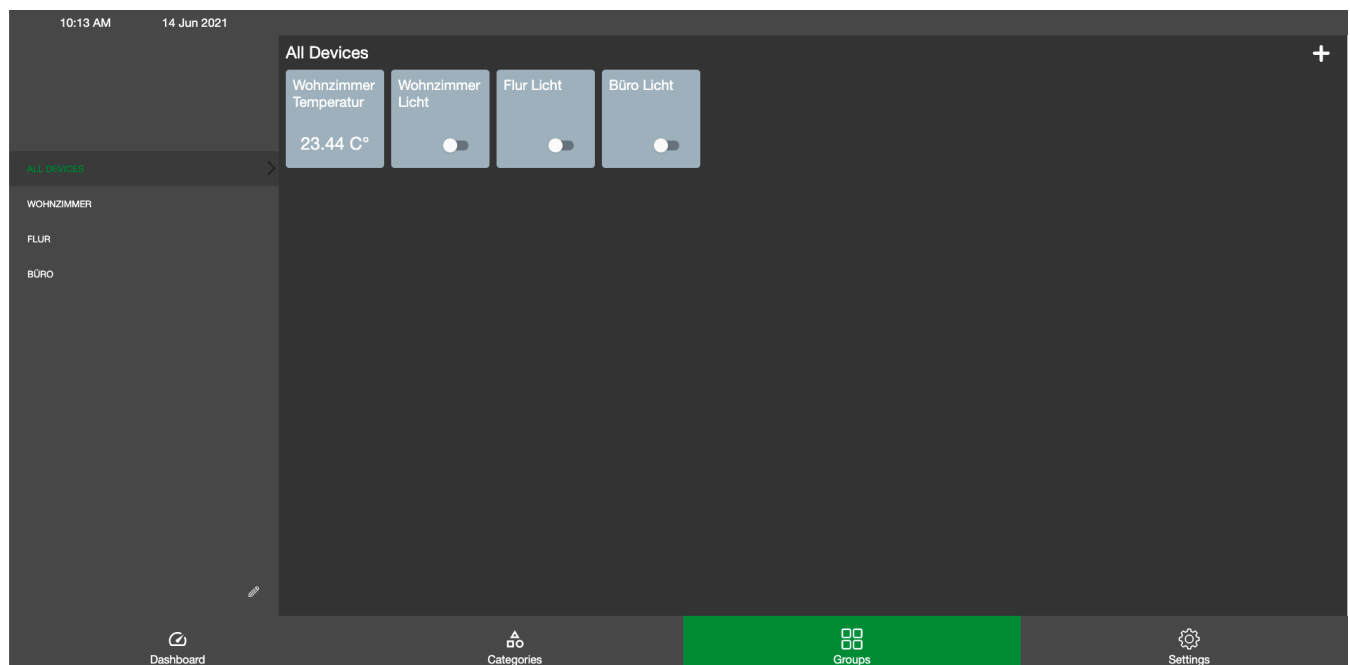 10:13 AM 14 Jun 2021
All Devices
Wohnzimmer
Temperatur
23.44 C°
Wohnzimmer
Licht
Flur Licht
Büro Licht
ALL DEVICES
WOHNZIMMER
FLUR
BÜRO
Dashboard
Categories
Groups
Settings